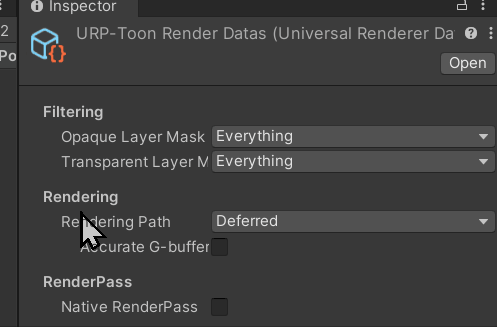 Inspector
2
URP-Toon Render Datas (Universal Renderer Da
Po
Open
Filtering
Opaque Layer Mask Everything
Transparent Layer M Everything
Rendering
Rendering Path Deferred
Accurate G-buffer
RenderPass
Native RenderPass